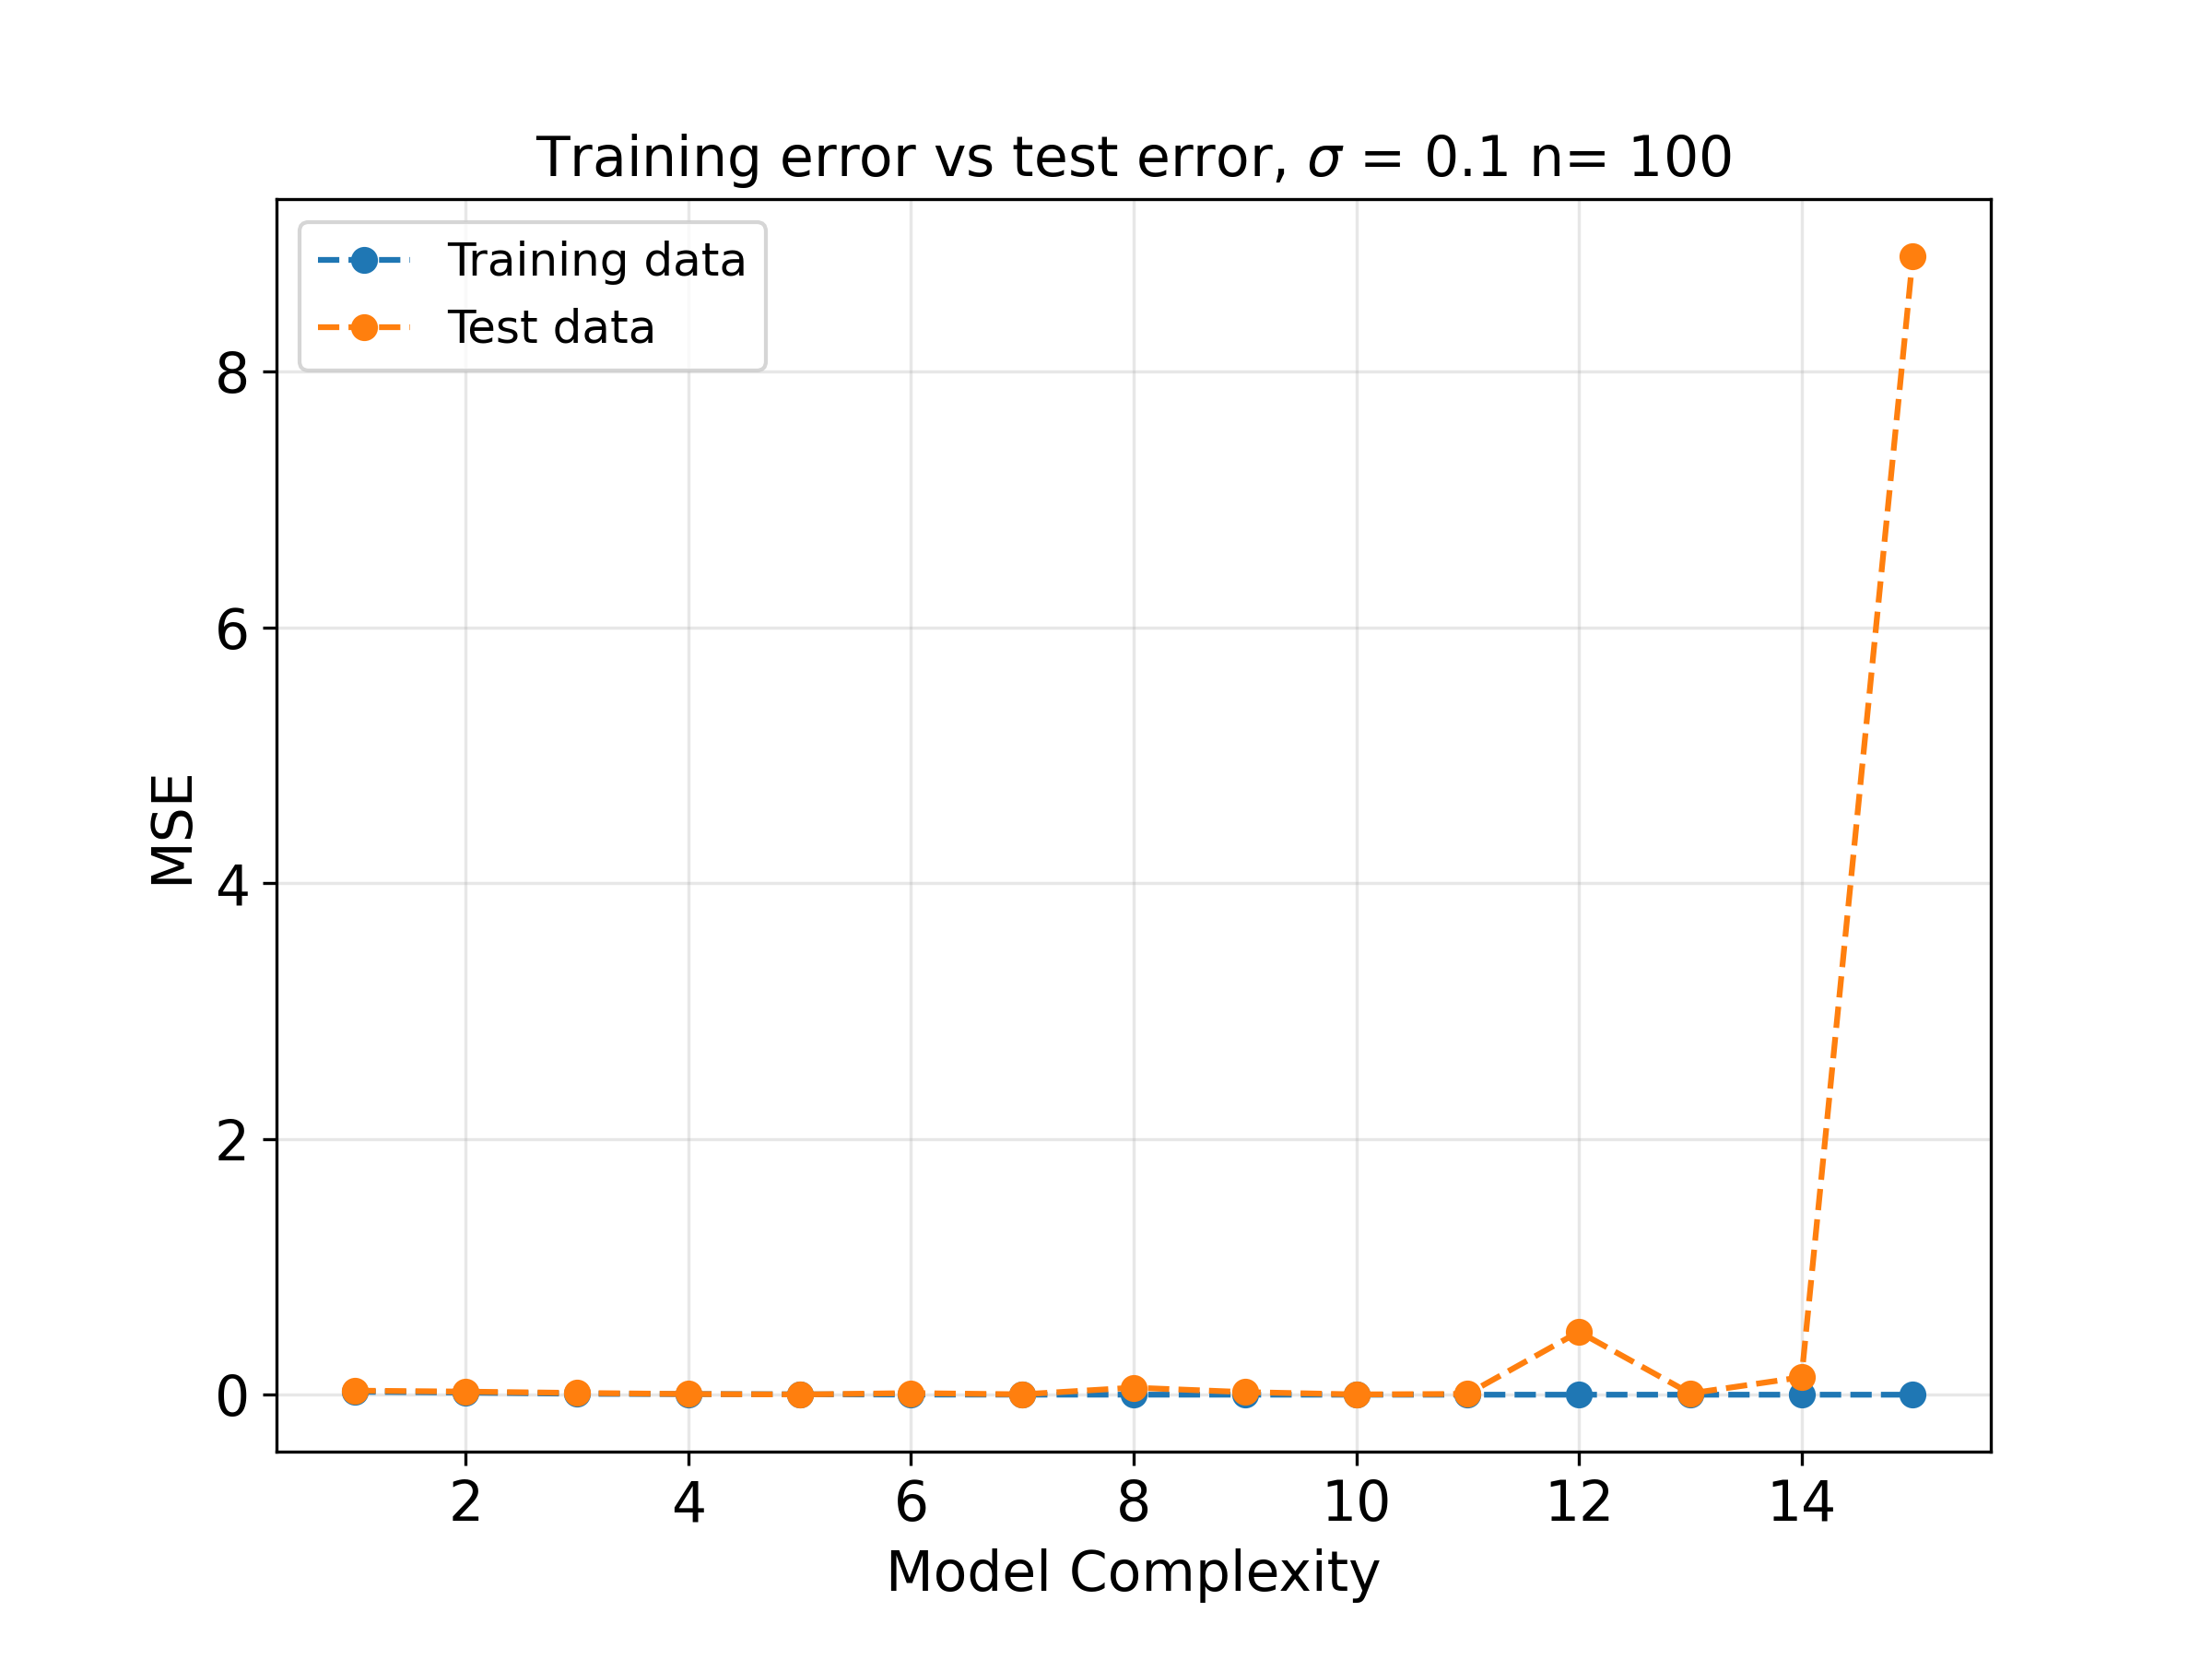 Training error vs test error, σ = 0.1 n= 100
Training data
Test data
8
6
4
2
0
MSE
2 4 6 8 10 12 14
Model Complexity